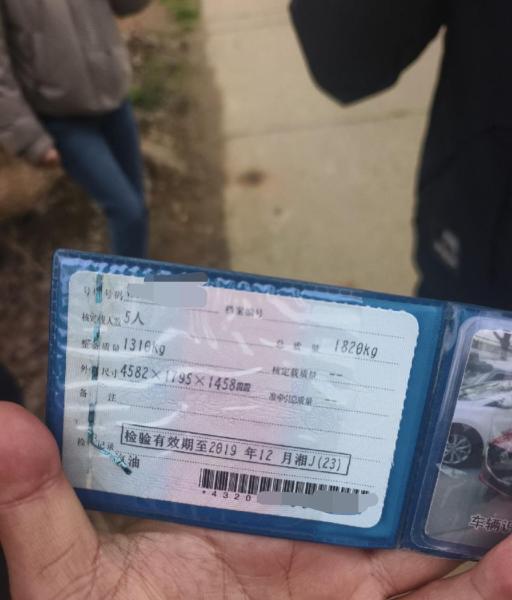 号牌号码 档案编号
核定载人数 5人
整备质量 1310kg 总质量 1820kg
外廓尺寸 4582×1795×1458㎜ 核定载质量 --
备 注 准牵引总质量 --
检验有效期至2019 年12 月湘J(23)
检验记录 油
*4320
车辆